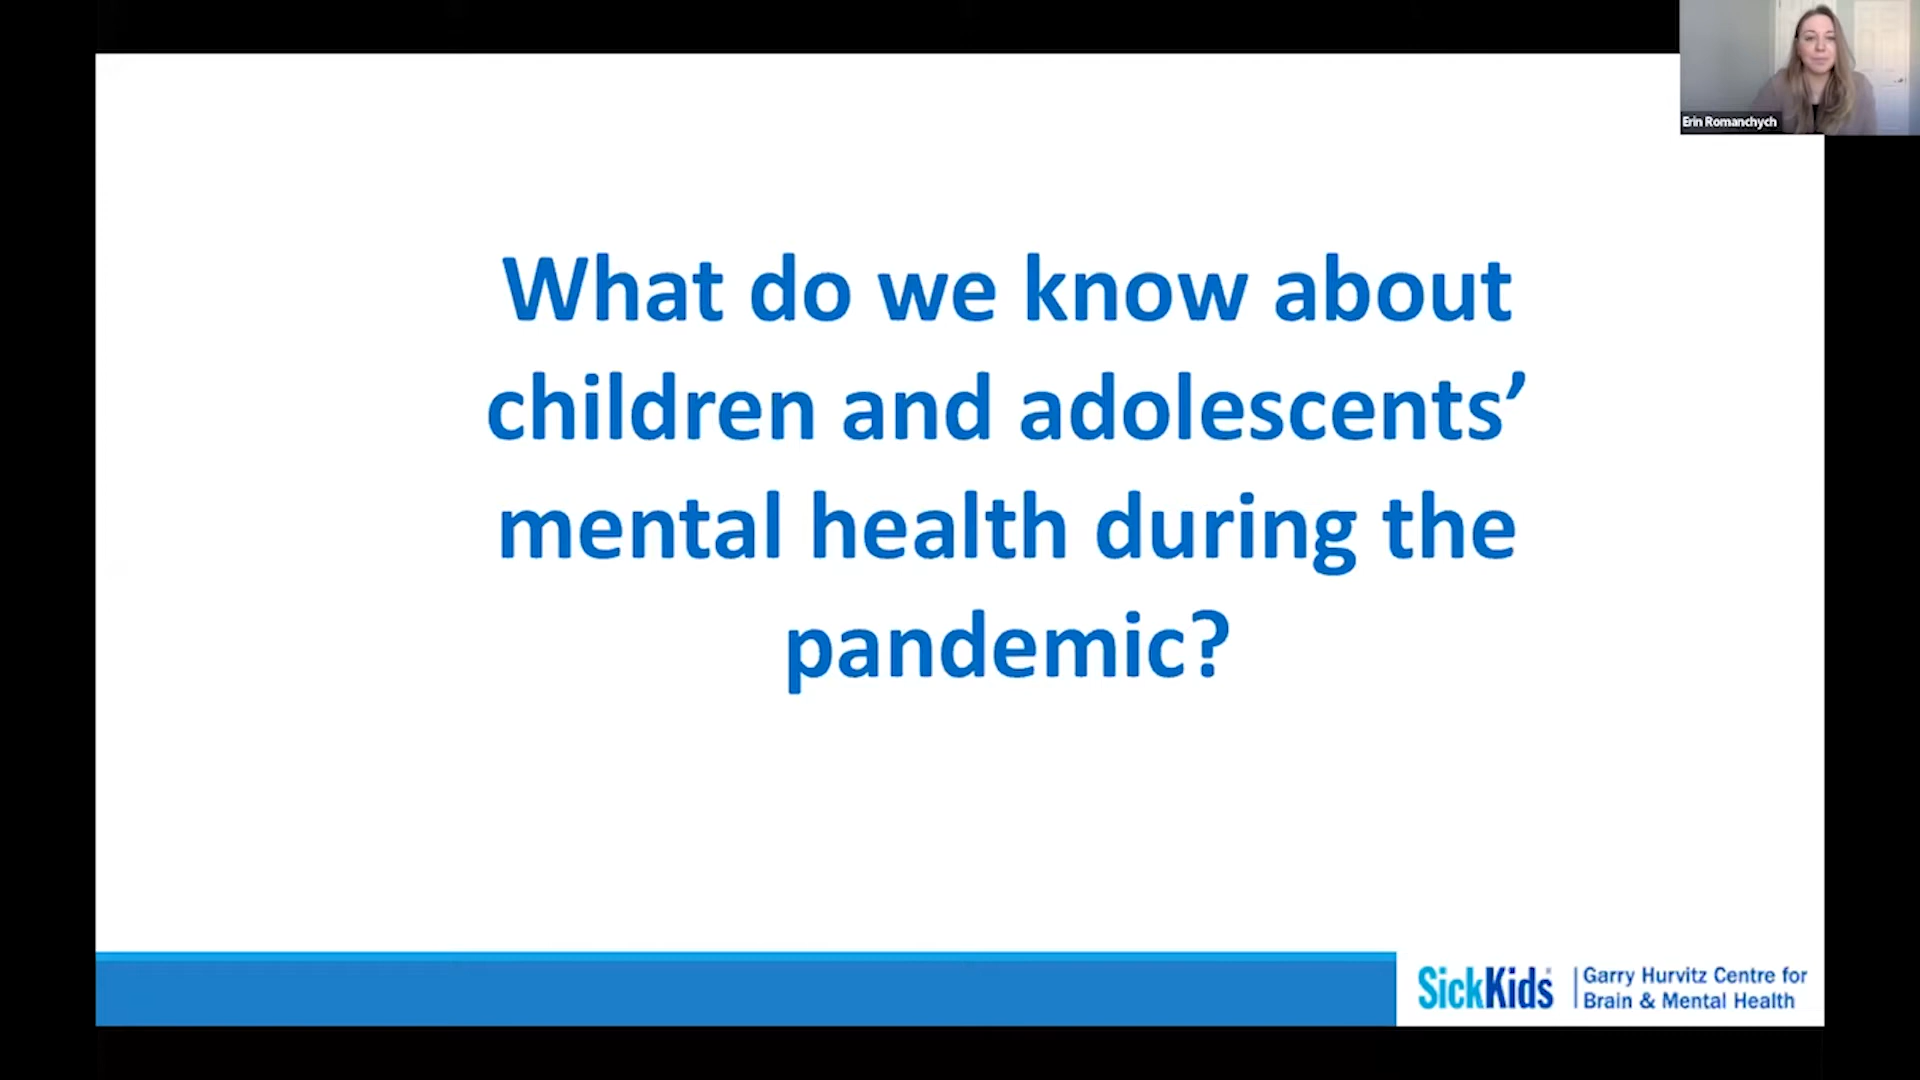 Erin Romanchych
What do we know about
children and adolescents’
mental health during the
pandemic?
SickKids®
Garry Hurvitz Centre for
Brain & Mental Health